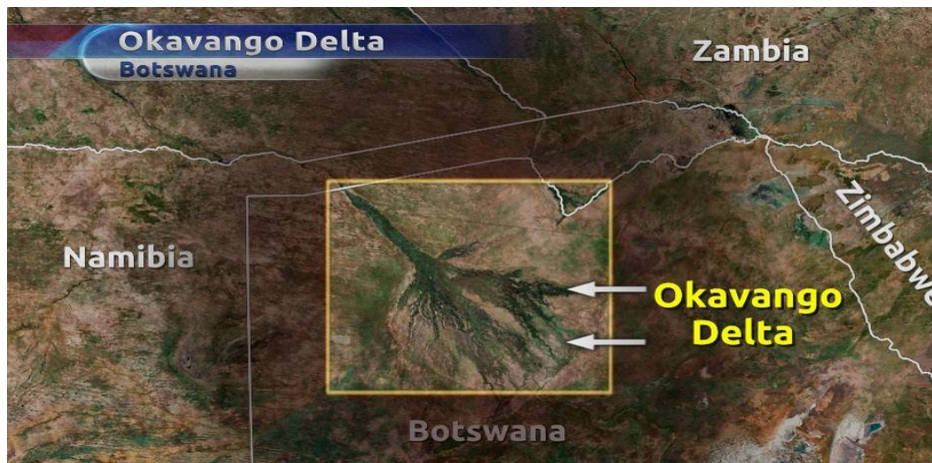 Okavango Delta
Botswana
Zambia
Zimbabwe
Namibia
Okavango
Delta
Botswana